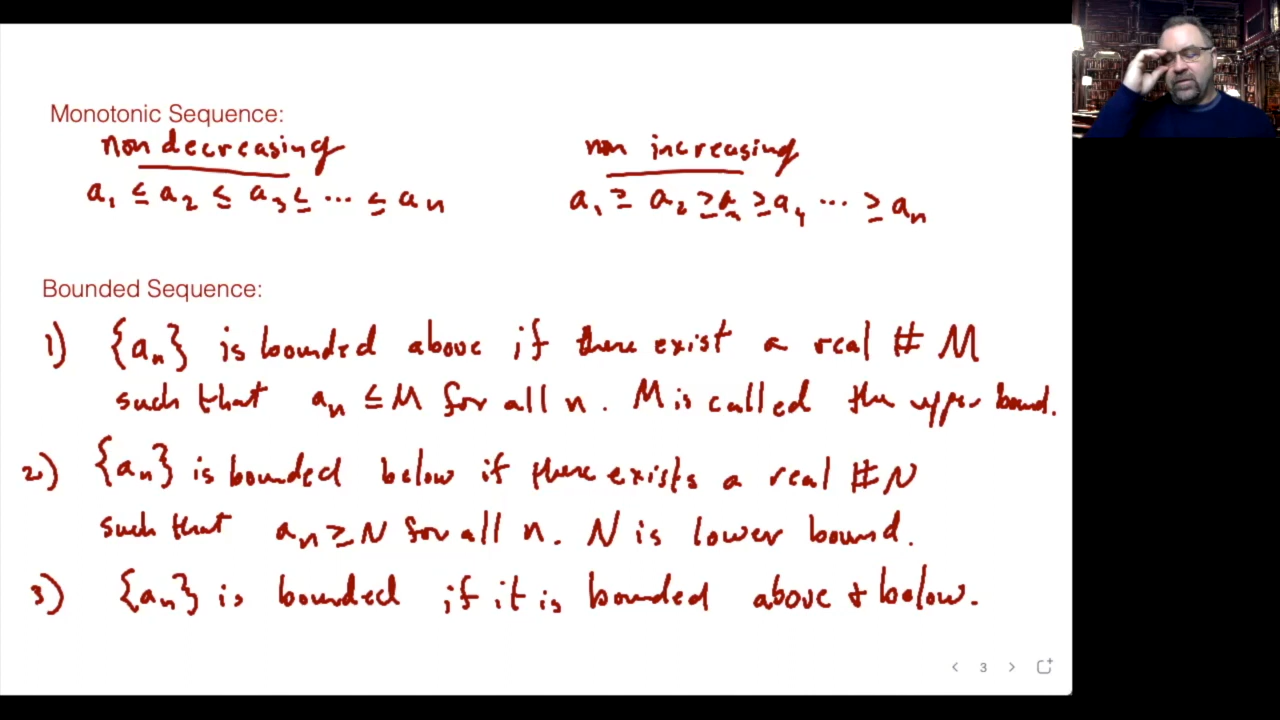 Monotonic Sequence:
non decreasing
non increasing
a₁ ≤ a₂ ≤ a₃ ≤ ⋯ ≤ aₙ
a₁ ≥ a₂ ≥ a₃ ≥ a₄ ⋯ ≥ aₙ
Bounded Sequence:
1) {aₙ} is bounded above if there exist a real # M
such that aₙ ≤ M for all n. M is called the upper bound.
2) {aₙ} is bounded below if there exists a real # N
such that aₙ ≥ N for all n. N is lower bound.
3) {aₙ} is bounded if it is bounded above + below.
3